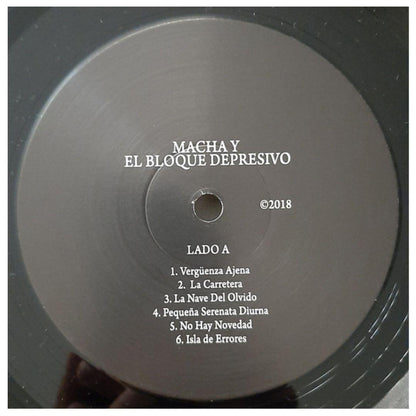 MACHA Y
EL BLOQUE DEPRESIVO
©2018
LADO A
1. Vergüenza Ajena
2. La Carretera
3. La Nave Del Olvido
4. Pequeña Serenata Diurna
5. No Hay Novedad
6. Isla de Errores